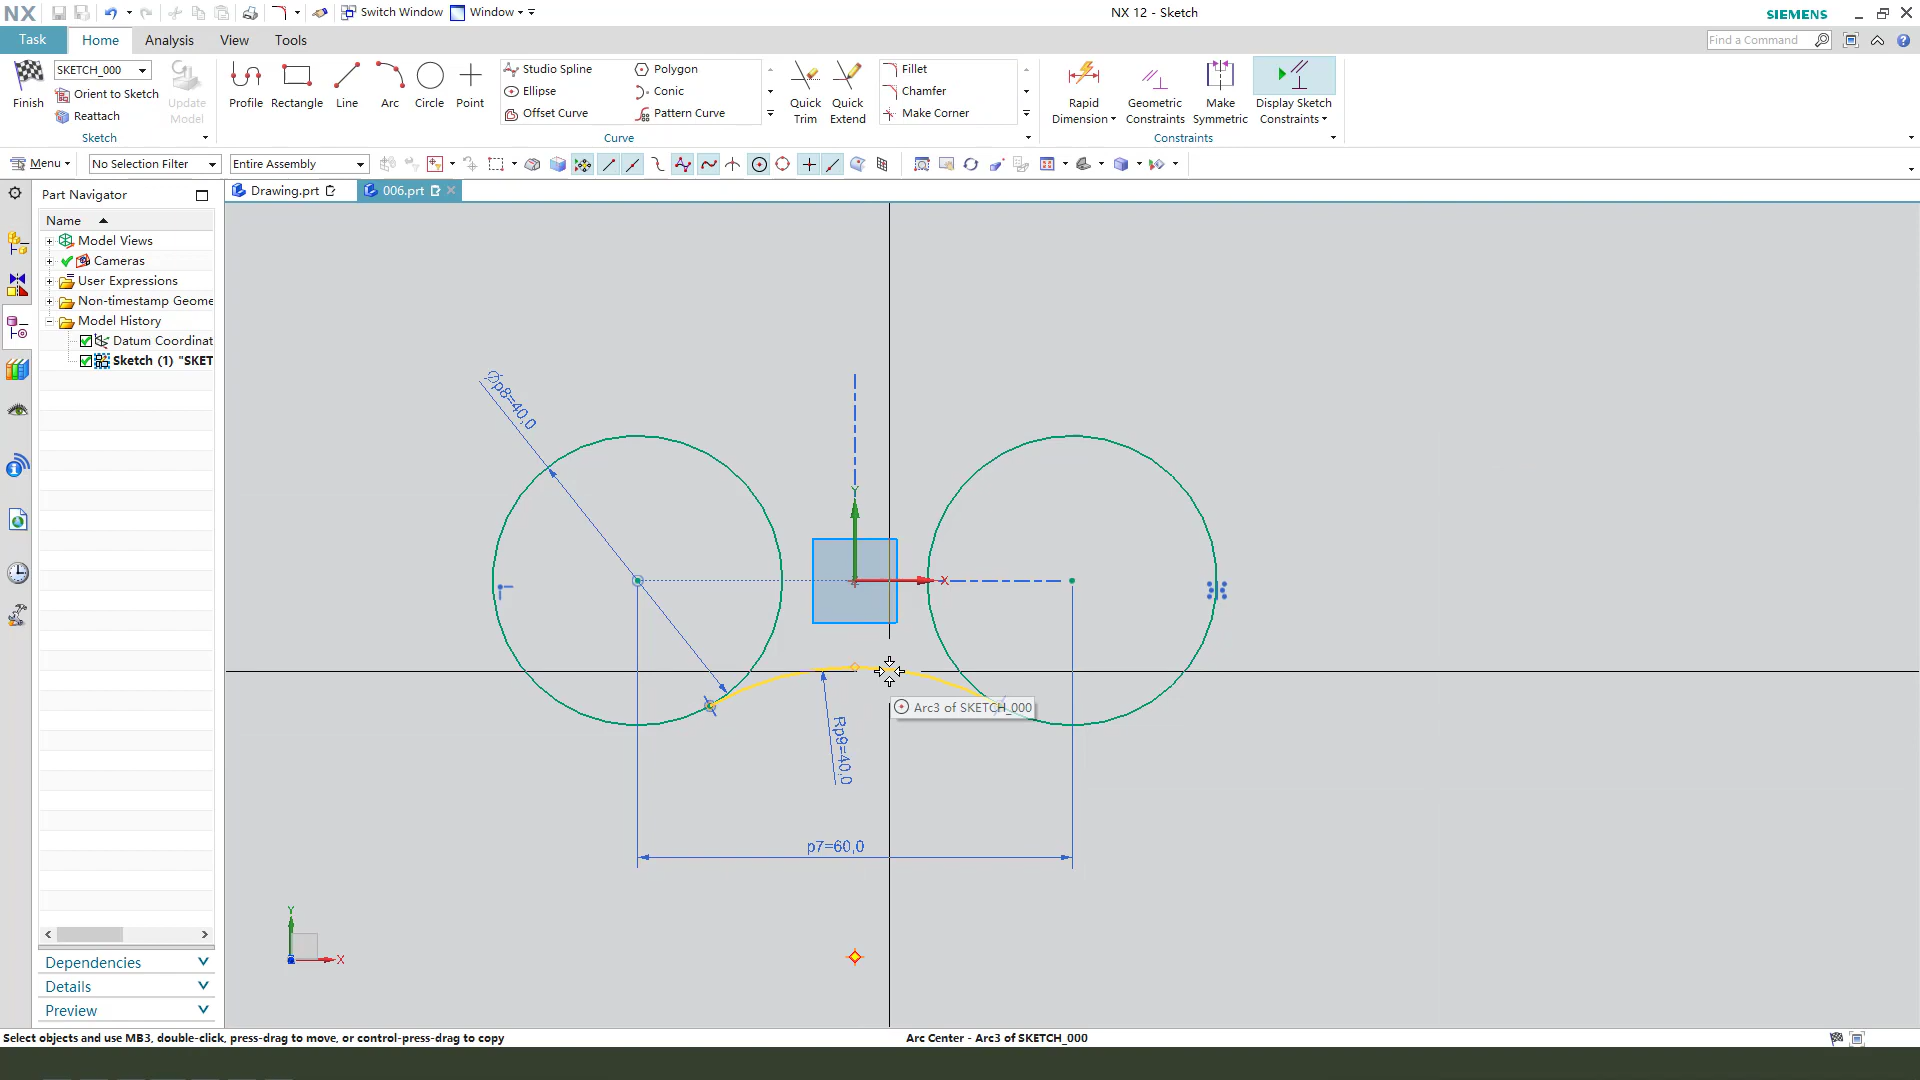 NX
Switch Window
Window
NX 12 - Sketch
SIEMENS
Task
Home
Analysis
View
Tools
Find a Command
Finish
SKETCH_000
Orient to Sketch
Reattach
Update Model
Sketch
Profile
Rectangle
Line
Arc
Circle
Point
Studio Spline
Ellipse
Offset Curve
Polygon
Conic
Pattern Curve
Quick Trim
Quick Extend
Fillet
Chamfer
Make Corner
Curve
Rapid Dimension
Geometric Constraints
Make Symmetric
Display Sketch Constraints
Constraints
Menu
No Selection Filter
Entire Assembly
Part Navigator
Drawing.prt
006.prt
Name
Model Views
Cameras
User Expressions
Non-timestamp Geome
Model History
Datum Coordinat
Sketch (1) "SKET
Dependencies
Details
Preview
Øp8=40,0
Y
X
Arc3 of SKETCH_000
Rp9=40,0
p7=60,0
Y
X
Select objects and use MB3, double-click, press-drag to move, or control-press-drag to copy
Arc Center - Arc3 of SKETCH_000